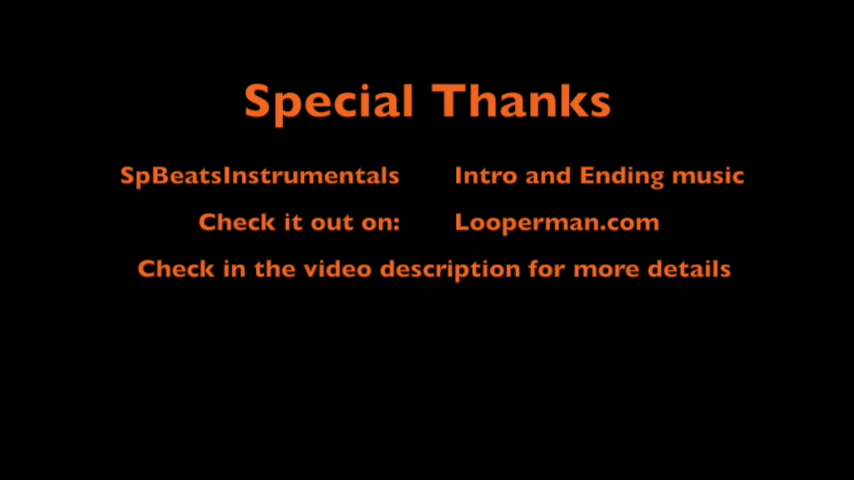 Special Thanks
SpBeatsInstrumentals Intro and Ending music
Check it out on: Looperman.com
Check in the video description for more details